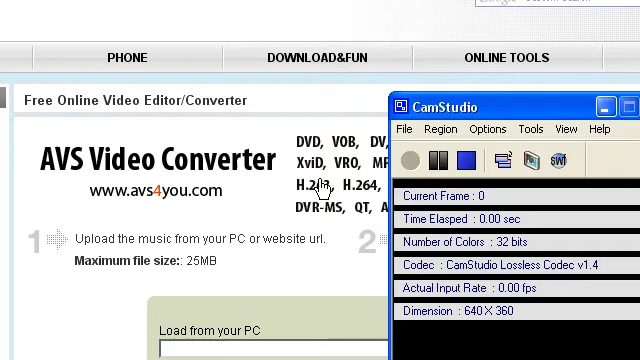 PHONE
DOWNLOAD&FUN
ONLINE TOOLS
Free Online Video Editor/Converter
AVS Video Converter
www.avs4you.com
DVD, VOB, DV,
XviD, VRO,
H.264,
DVR-MS, QT,
1
Upload the music from your PC or website url.
2
Maximum file size:: 25MB
Load from your PC
CamStudio
File Region Options Tools View Help
SWF
Current Frame : 0
Time Elasped : 0.00 sec
Number of Colors : 32 bits
Codec : CamStudio Lossless Codec v1.4
Actual Input Rate : 0.00 fps
Dimension : 640 X 360